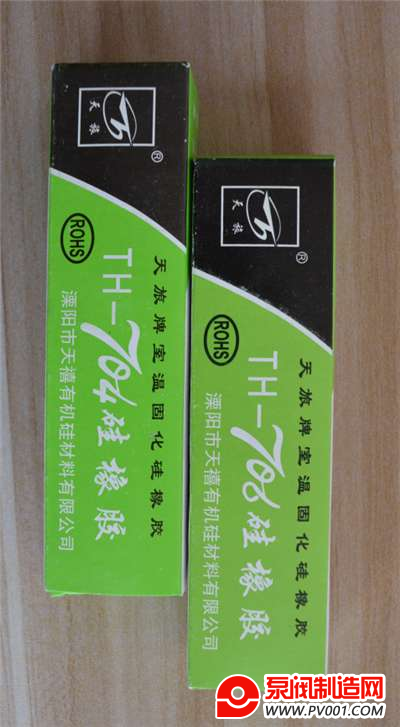 天旅
®
ROHS
天旅牌室温固化硅橡胶
TH-704硅橡胶
溧阳市天禧有机硅材料有限公司
天旅
®
ROHS
天旅牌室温固化硅橡胶
TH-706硅橡胶
溧阳市天禧有机硅材料有限公司
泵阀制造网
www.PV001.com